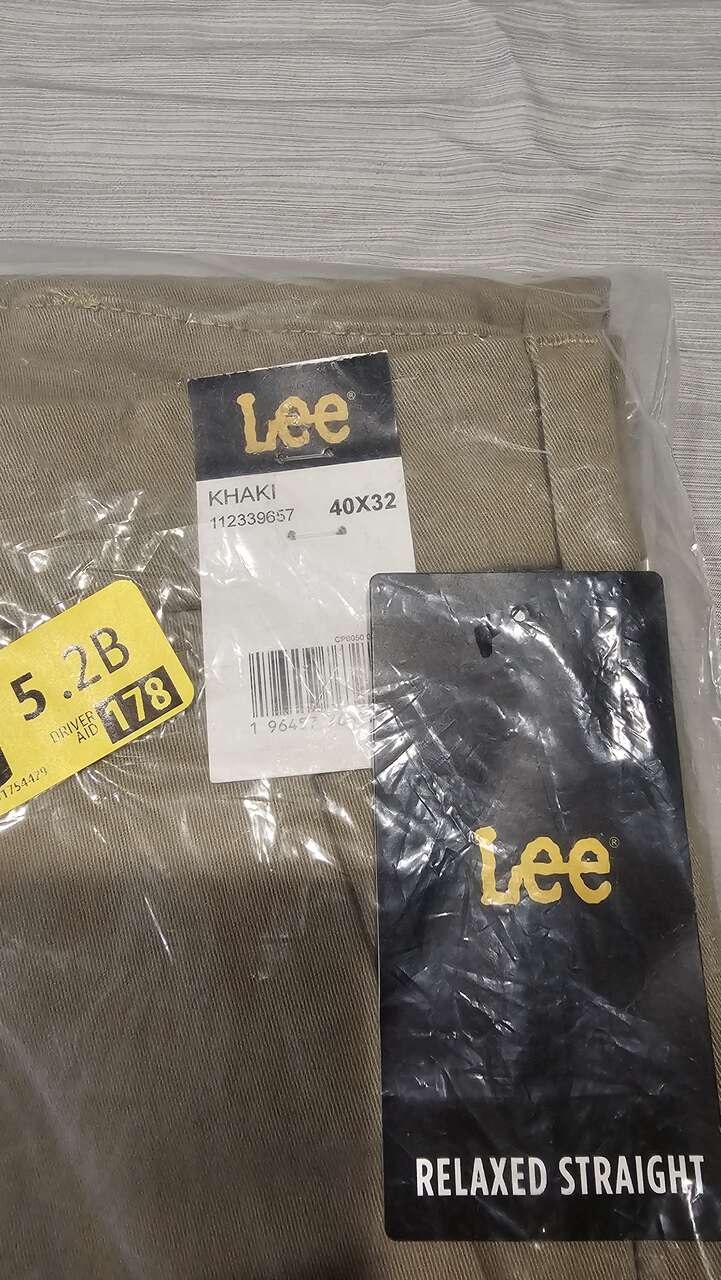 Lee®
KHAKI
112339657
40X32
5.2B
DRIVER
AID
178
Lee®
RELAXED STRAIGHT